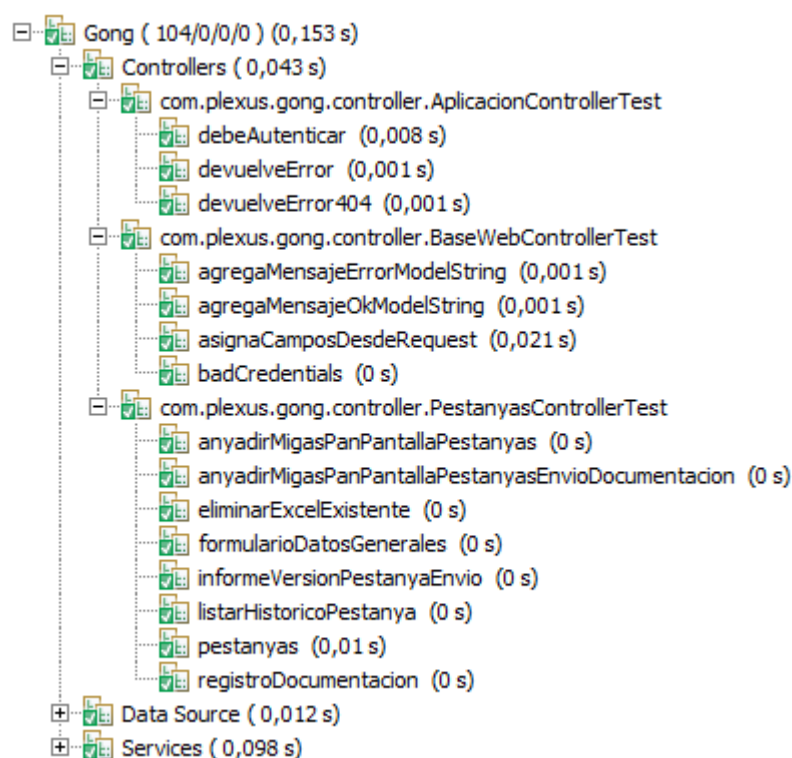 Gong ( 104/0/0/0 ) (0,153 s)
Controllers ( 0,043 s)
com.plexus.gong.controller.AplicacionControllerTest
debeAutenticar (0,008 s)
devuelveError (0,001 s)
devuelveError404 (0,001 s)
com.plexus.gong.controller.BaseWebControllerTest
agregaMensajeErrorModelString (0,001 s)
agregaMensajeOkModelString (0,001 s)
asignaCamposDesdeRequest (0,021 s)
badCredentials (0 s)
com.plexus.gong.controller.PestanyasControllerTest
anyadirMigasPanPantallaPestanyas (0 s)
anyadirMigasPanPantallaPestanyasEnvioDocumentacion (0 s)
eliminarExcelExistente (0 s)
formularioDatosGenerales (0 s)
informeVersionPestanyaEnvio (0 s)
listarHistoricoPestanya (0 s)
pestanyas (0,01 s)
registroDocumentacion (0 s)
Data Source ( 0,012 s)
Services ( 0,098 s)